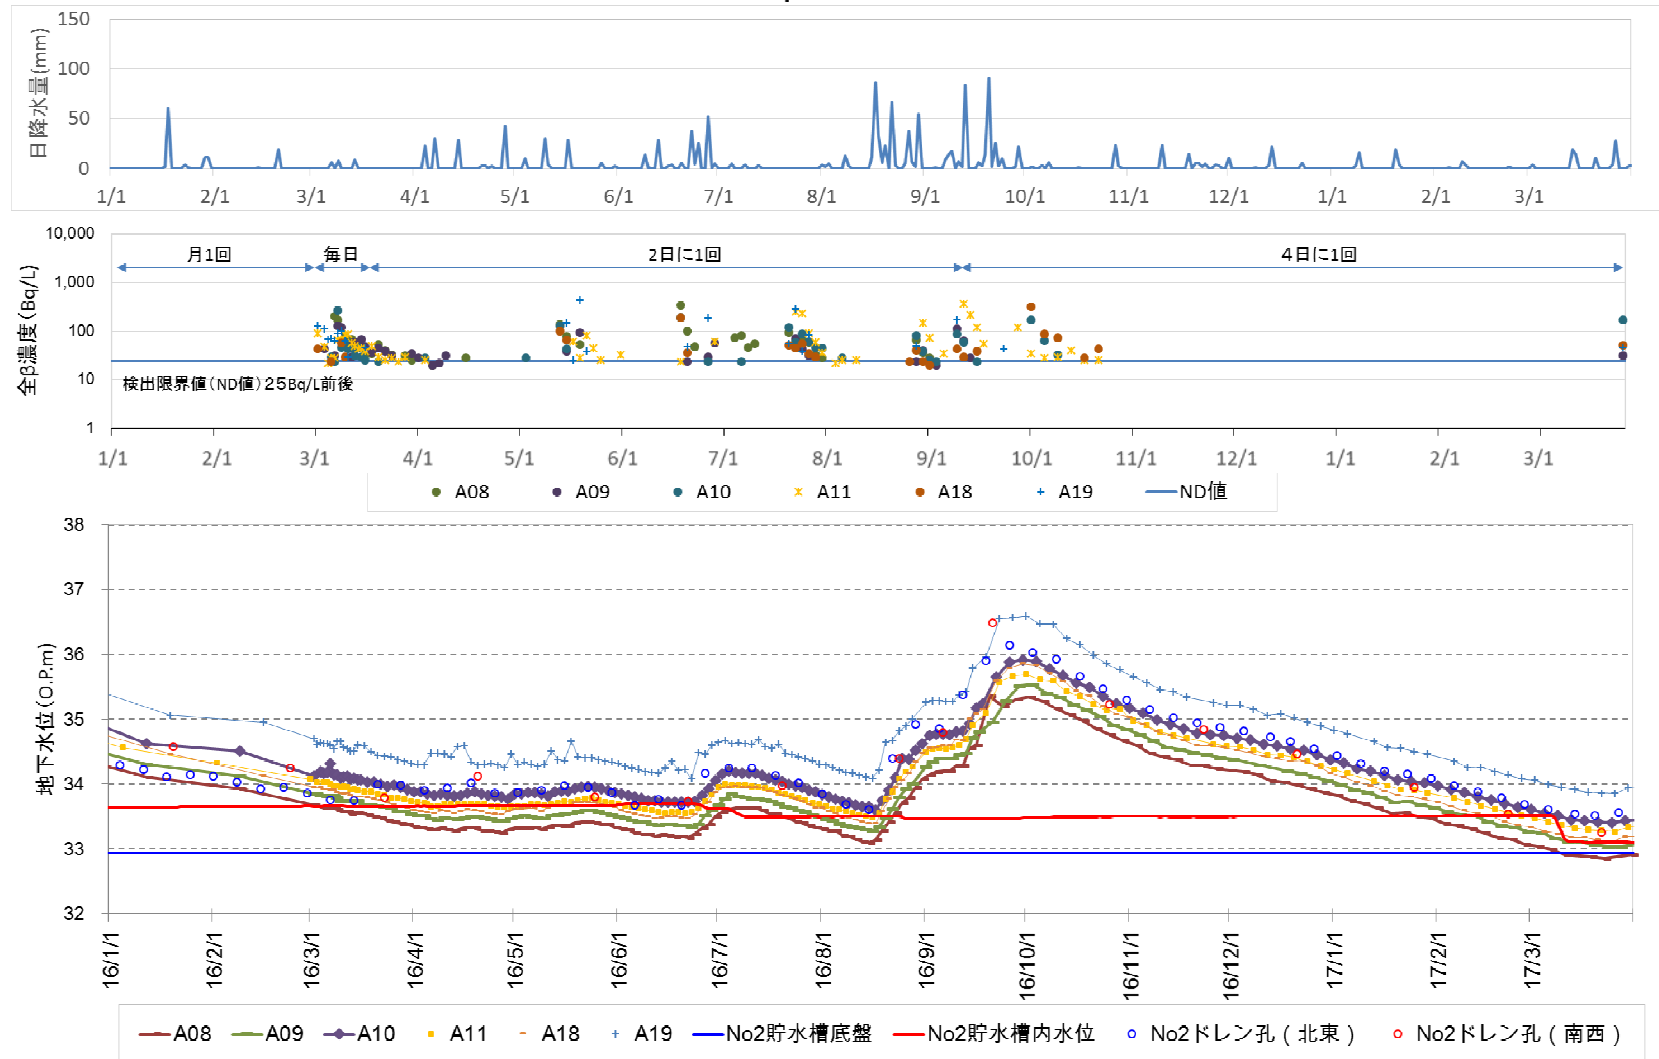 日降水量(mm)
150
100
50
0
1/1 2/1 3/1 4/1 5/1 6/1 7/1 8/1 9/1 10/1 11/1 12/1 1/1 2/1 3/1
全β濃度(Bq/L)
10,000
1,000
100
10
1
月1回 毎日 2日に1回 4日に1回
検出限界値(ND値)25Bq/L前後
1/1 2/1 3/1 4/1 5/1 6/1 7/1 8/1 9/1 10/1 11/1 12/1 1/1 2/1 3/1
A08 A09 A10 A11 A18 A19 ND値
地下水位(O.P.m)
38
37
36
35
34
33
32
16/1/1 16/2/1 16/3/1 16/4/1 16/5/1 16/6/1 16/7/1 16/8/1 16/9/1 16/10/1 16/11/1 16/12/1 17/1/1 17/2/1 17/3/1
A08 A09 A10 A11 A18 A19 No2貯水槽底盤 No2貯水槽内水位 No2ドレン孔(北東) No2ドレン孔(南西)